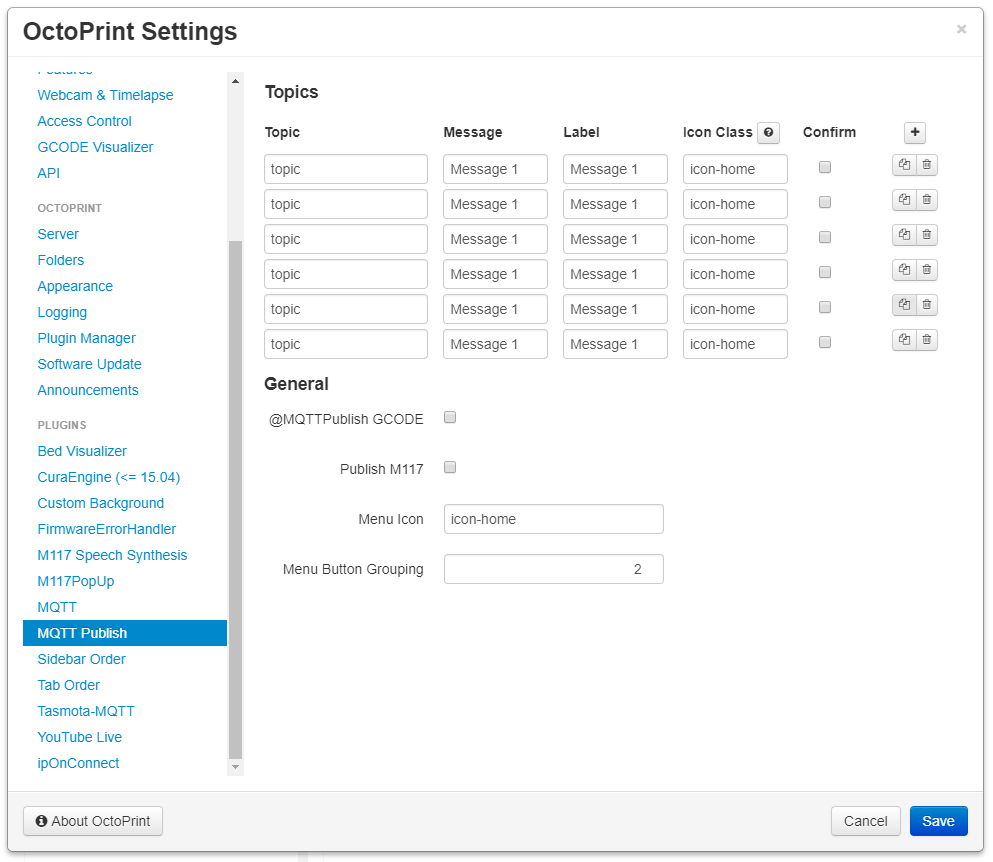 OctoPrint Settings
×
Features
Webcam & Timelapse
Access Control
GCODE Visualizer
API
OCTOPRINT
Server
Folders
Appearance
Logging
Plugin Manager
Software Update
Announcements
PLUGINS
Bed Visualizer
CuraEngine (<= 15.04)
Custom Background
FirmwareErrorHandler
M117 Speech Synthesis
M117PopUp
MQTT
MQTT Publish
Sidebar Order
Tab Order
Tasmota-MQTT
YouTube Live
ipOnConnect
Topics
Topic Message Label Icon Class ? Confirm +
topic Message 1 Message 1 icon-home
topic Message 1 Message 1 icon-home
topic Message 1 Message 1 icon-home
topic Message 1 Message 1 icon-home
topic Message 1 Message 1 icon-home
topic Message 1 Message 1 icon-home
General
@MQTTPublish GCODE
Publish M117
Menu Icon icon-home
Menu Button Grouping 2
About OctoPrint Cancel Save